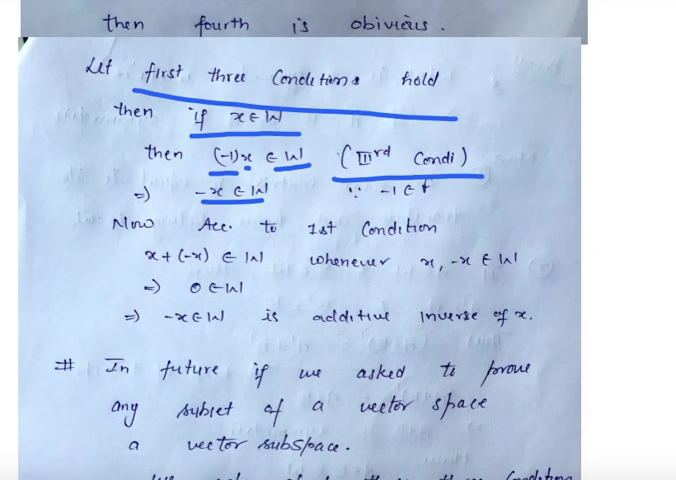 then fourth is obivious.
Let first three Conditions hold
then if x ∈ W
then (-1)x ∈ W (IIIrd Condi)
=) -x ∈ W ∵ -1 ∈ F
Now Acc. to 1st Condition
x + (-x) ∈ W whenever x, -x ∈ W
=) 0 ∈ W
=) -x ∈ W is additive inverse of x.
# In future if we asked to prove
any subset of a vector space
a vector subspace.